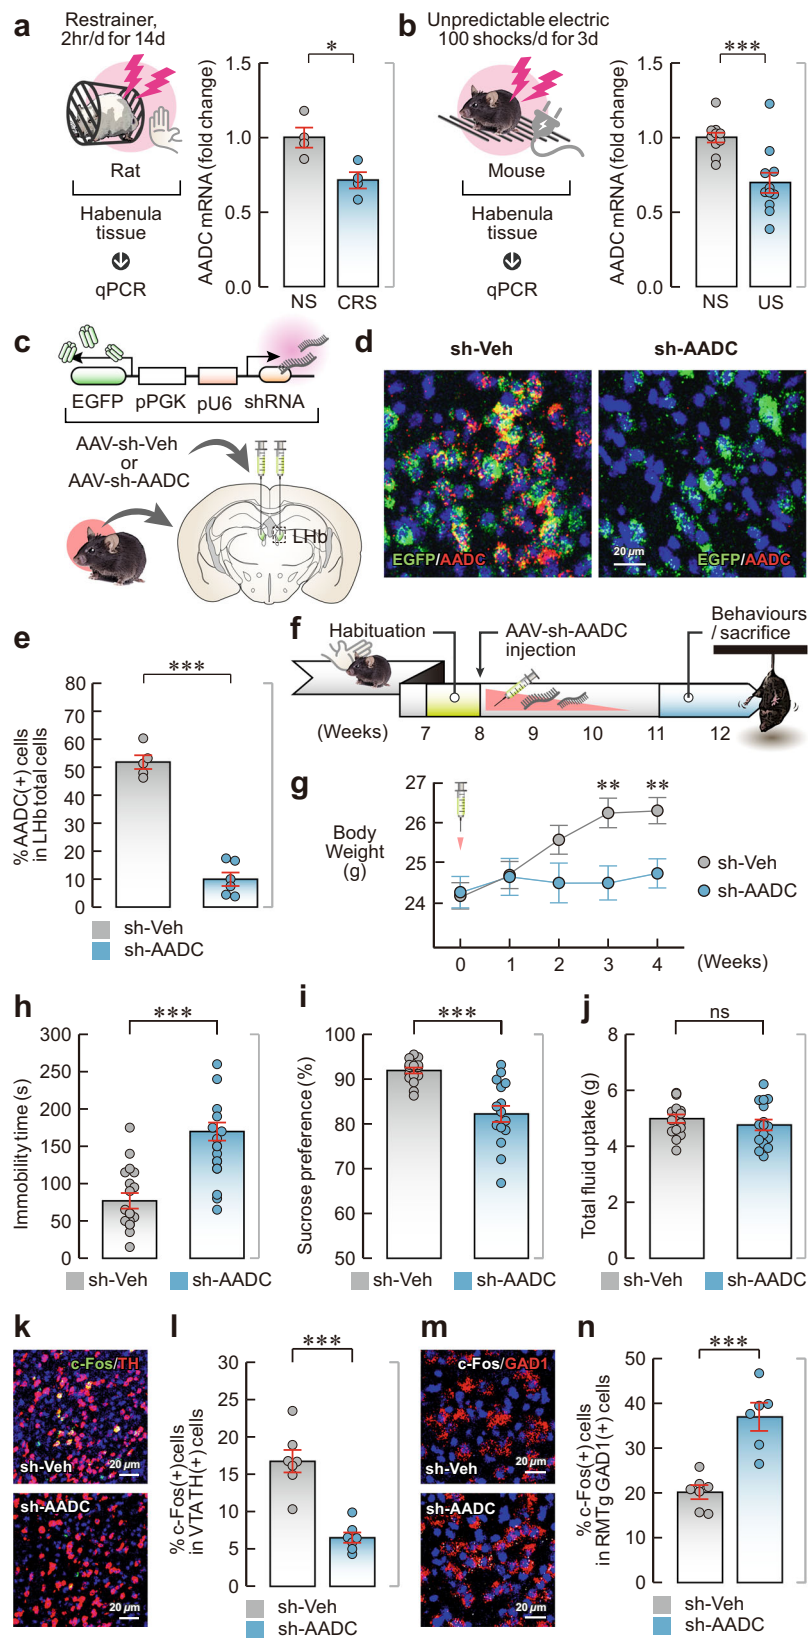 a
Restrainer,
2hr/d for 14d
Rat
Habenula
tissue
qPCR
AADC mRNA (fold change)
1.5
1.0
0.5
0.0
*
NS
CRS
b
Unpredictable electric
100 shocks/d for 3d
Mouse
Habenula
tissue
qPCR
AADC mRNA (fold change)
1.5
1.0
0.5
0.0
***
NS
US
c
EGFP
pPGK
pU6
shRNA
AAV-sh-Veh
or
AAV-sh-AADC
LHb
d
sh-Veh
sh-AADC
EGFP/AADC
20 µm
EGFP/AADC
e
% AADC(+) cells
in LHb total cells
80
70
60
50
40
30
20
10
0
***
sh-Veh
sh-AADC
f
Habituation
AAV-sh-AADC
injection
Behaviours
/ sacrifice
(Weeks)
7
8
9
10
11
12
g
Body
Weight
(g)
27
26
25
24
**
**
sh-Veh
sh-AADC
0
1
2
3
4
(Weeks)
h
Immobility time (s)
300
250
200
150
100
50
0
***
sh-Veh
sh-AADC
i
Sucrose preference (%)
100
90
80
70
60
50
***
sh-Veh
sh-AADC
j
Total fluid uptake (g)
8
6
4
2
0
ns
sh-Veh
sh-AADC
k
c-Fos/TH
sh-Veh
20 µm
sh-AADC
20 µm
l
% c-Fos(+)cells
in VTA TH(+) cells
30
25
20
15
10
5
0
***
sh-Veh
sh-AADC
m
c-Fos/GAD1
sh-Veh
20 µm
sh-AADC
20 µm
n
% c-Fos(+) cells
in RMTg GAD1(+) cells
50
40
30
20
10
0
***
sh-Veh
sh-AADC